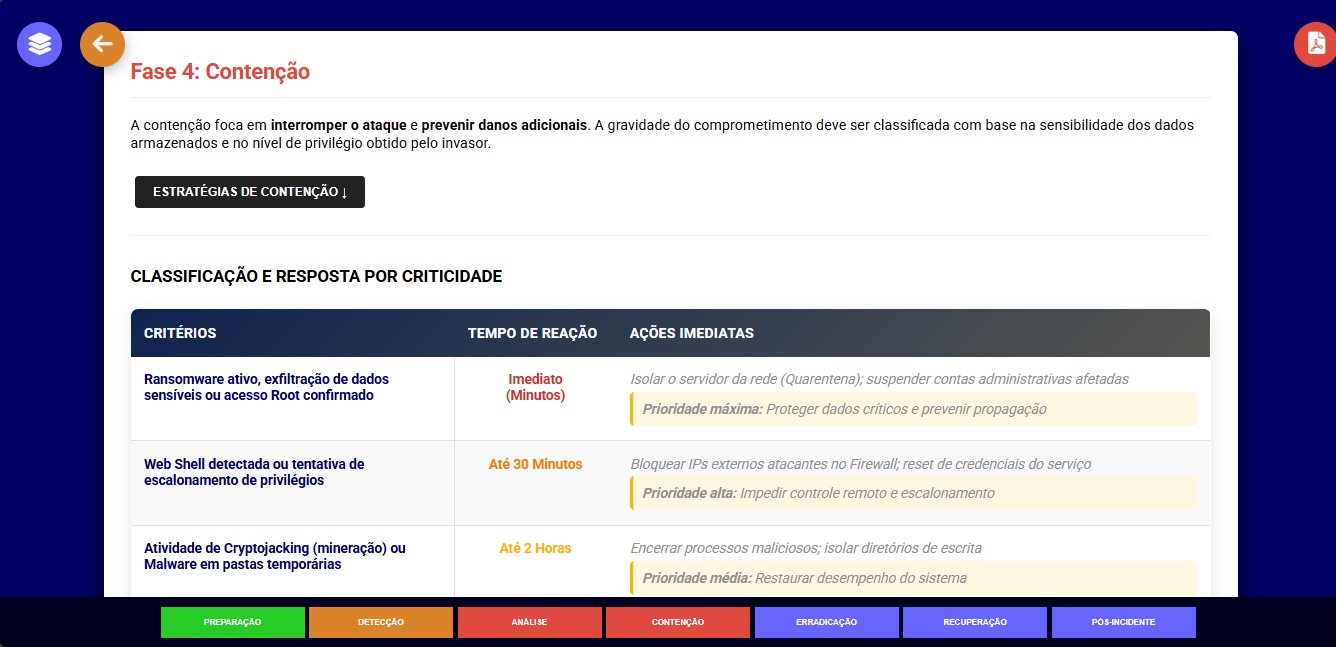 Fase 4: Contenção
A contenção foca em interromper o ataque e prevenir danos adicionais. A gravidade do comprometimento deve ser classificada com base na sensibilidade dos dados
armazenados e no nível de privilégio obtido pelo invasor.
ESTRATÉGIAS DE CONTENÇÃO ↓
CLASSIFICAÇÃO E RESPOSTA POR CRITICIDADE
CRITÉRIOS TEMPO DE REAÇÃO AÇÕES IMEDIATAS
Ransomware ativo, exfiltração de dados
sensíveis ou acesso Root confirmado
Imediato
(Minutos)
Isolar o servidor da rede (Quarentena); suspender contas administrativas afetadas
Prioridade máxima: Proteger dados críticos e prevenir propagação
Web Shell detectada ou tentativa de
escalonamento de privilégios
Até 30 Minutos
Bloquear IPs externos atacantes no Firewall; reset de credenciais do serviço
Prioridade alta: Impedir controle remoto e escalonamento
Atividade de Cryptojacking (mineração) ou
Malware em pastas temporárias
Até 2 Horas
Encerrar processos maliciosos; isolar diretórios de escrita
Prioridade média: Restaurar desempenho do sistema
PREPARAÇÃO DETECÇÃO ANÁLISE CONTENÇÃO ERRADICAÇÃO RECUPERAÇÃO PÓS-INCIDENTE